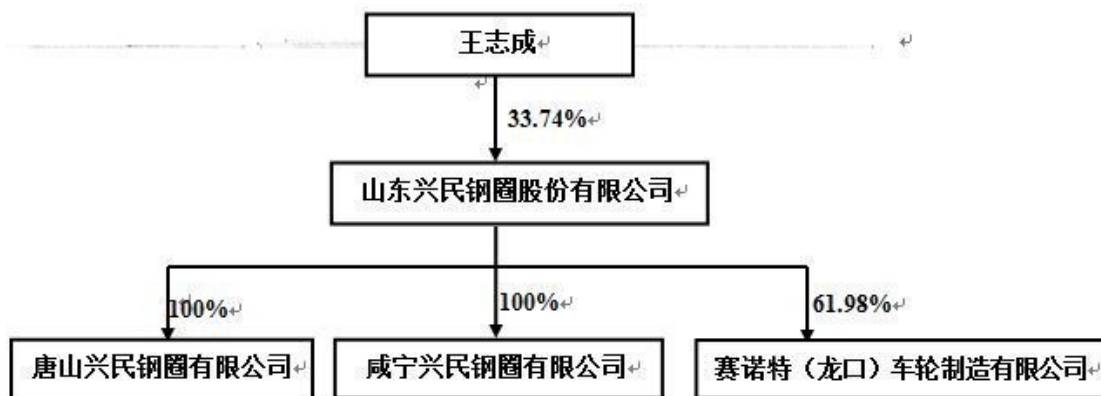 王志成
33.74%
山东兴民钢圈股份有限公司
100%
100%
61.98%
唐山兴民钢圈有限公司
咸宁兴民钢圈有限公司
赛诺特（龙口）车轮制造有限公司